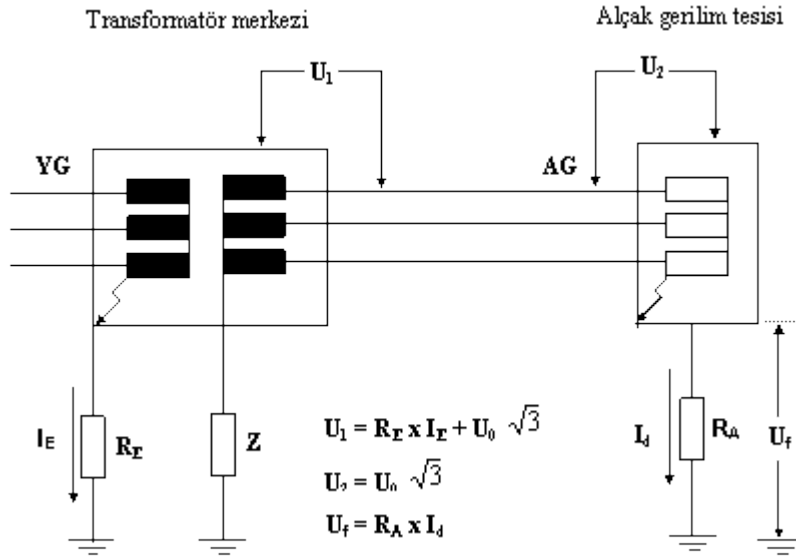 Transformatör merkezi
Alçak gerilim tesisi
U₁
U₂
YG
AG
I_E
R_E
Z
U₁ = R_E x I_E + U₀ √3
U₂ = U₀ √3
U_f = R_A x I_d
I_d
R_A
U_f